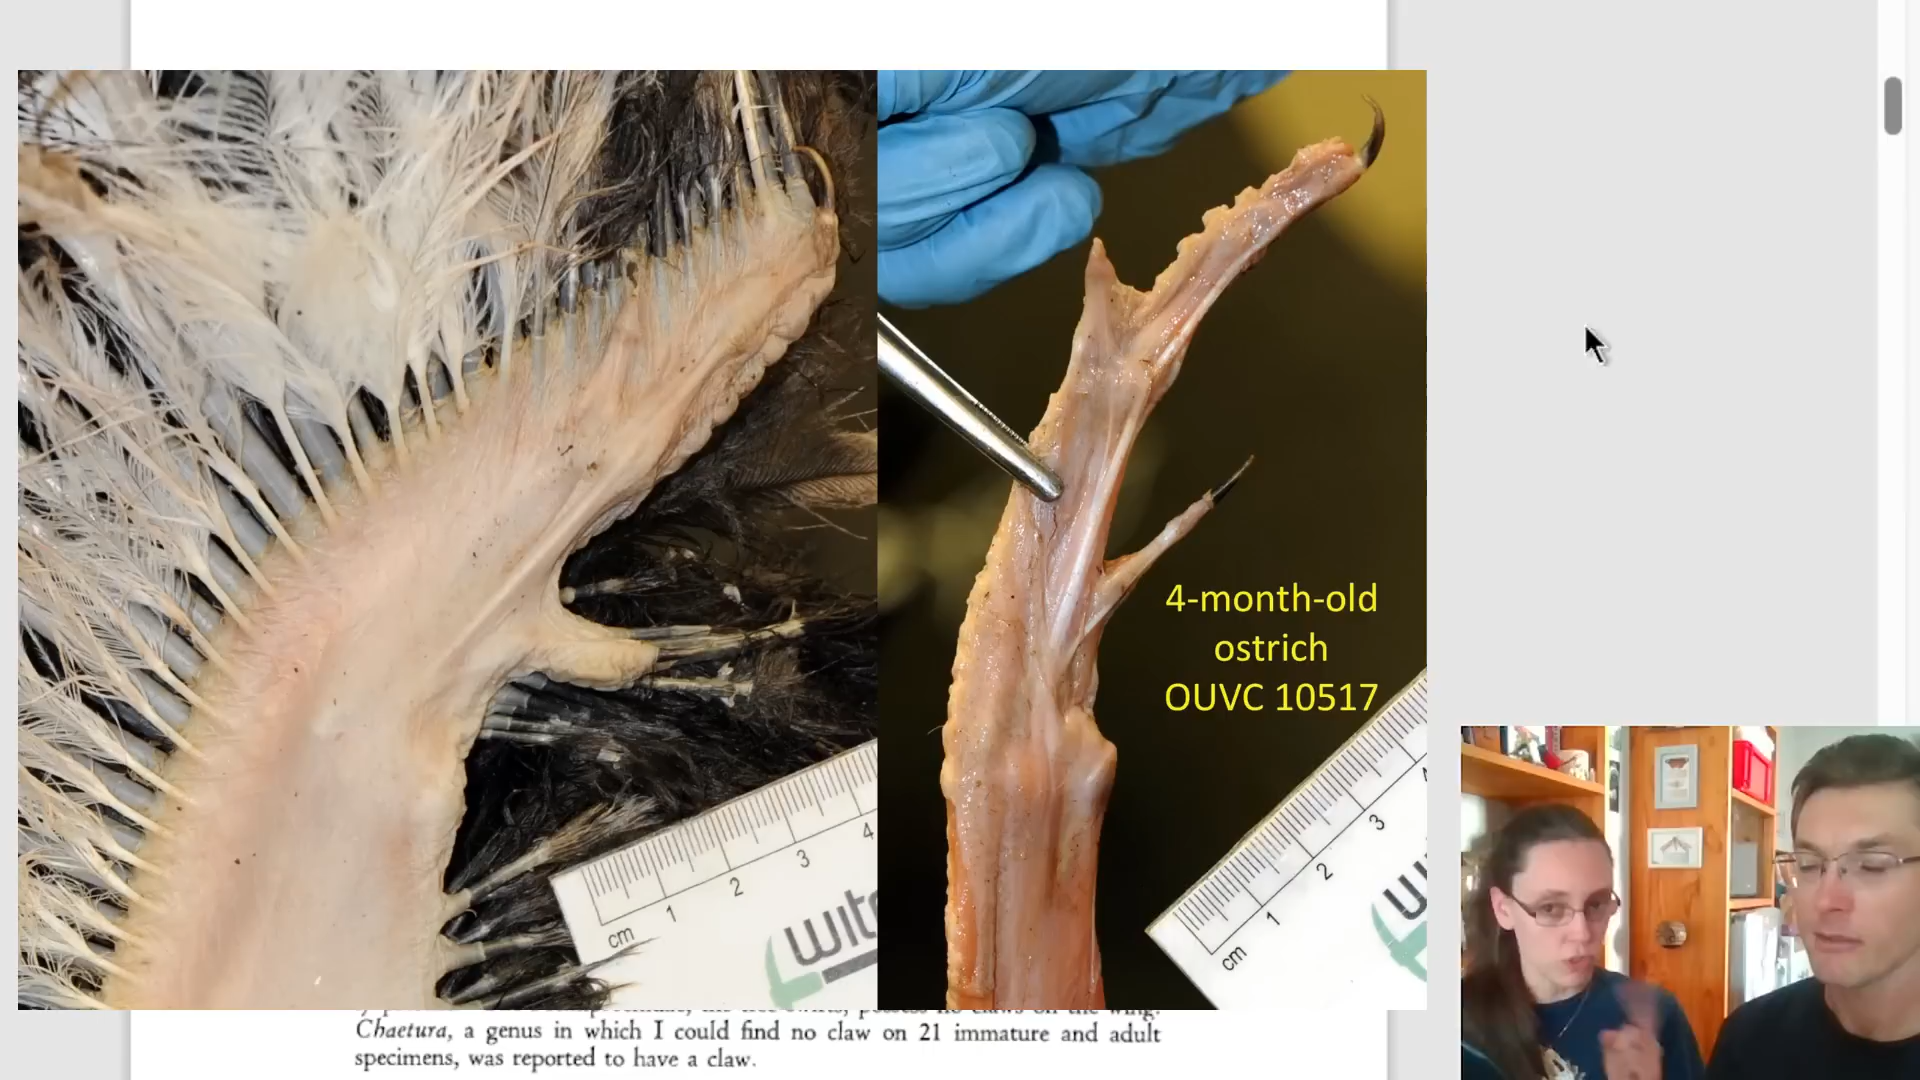 4-month-old
ostrich
OUVC 10517
4
3
2
1
cm
wit
3
2
1
cm
w
Chaetura, a genus in which I could find no claw on 21 immature and adult
specimens, was reported to have a claw.